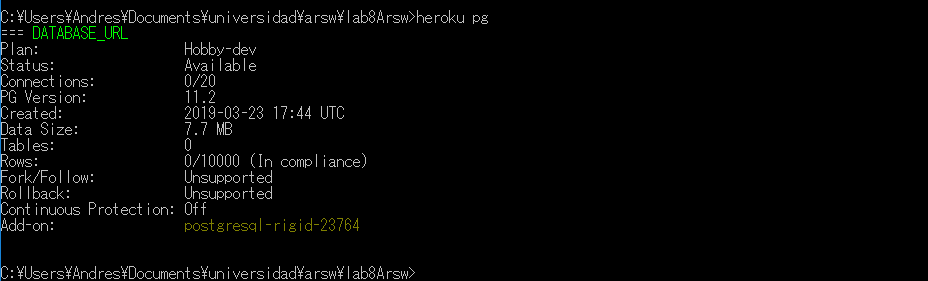 C:¥Users¥Andres¥Documents¥universidad¥arsw¥lab8Arsw>heroku pg
=== DATABASE_URL
Plan: Hobby-dev
Status: Available
Connections: 0/20
PG Version: 11.2
Created: 2019-03-23 17:44 UTC
Data Size: 7.7 MB
Tables: 0
Rows: 0/10000 (In compliance)
Fork/Follow: Unsupported
Rollback: Unsupported
Continuous Protection: Off
Add-on: postgresql-rigid-23764
C:¥Users¥Andres¥Documents¥universidad¥arsw¥lab8Arsw>